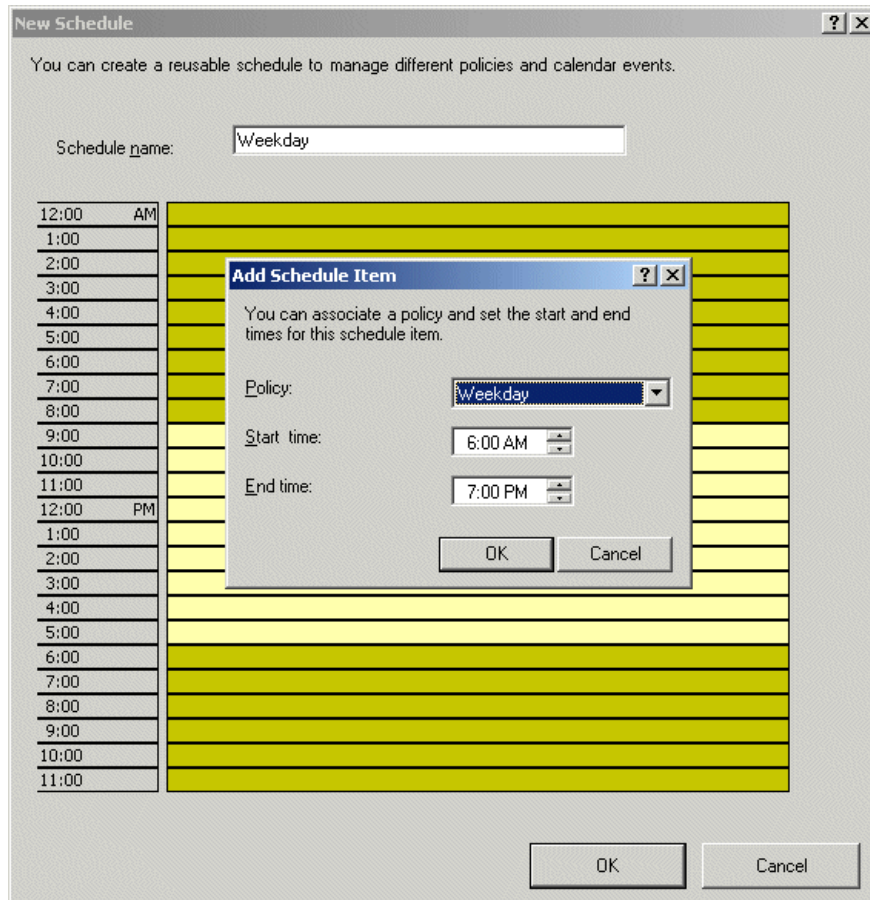 New Schedule
You can create a reusable schedule to manage different policies and calendar events.
Schedule name: Weekday
12:00 AM
1:00
2:00
3:00
4:00
5:00
6:00
7:00
8:00
9:00
10:00
11:00
12:00 PM
1:00
2:00
3:00
4:00
5:00
6:00
7:00
8:00
9:00
10:00
11:00
Add Schedule Item
You can associate a policy and set the start and end
times for this schedule item.
Policy: Weekday
Start time: 6:00 AM
End time: 7:00 PM
OK Cancel
OK Cancel